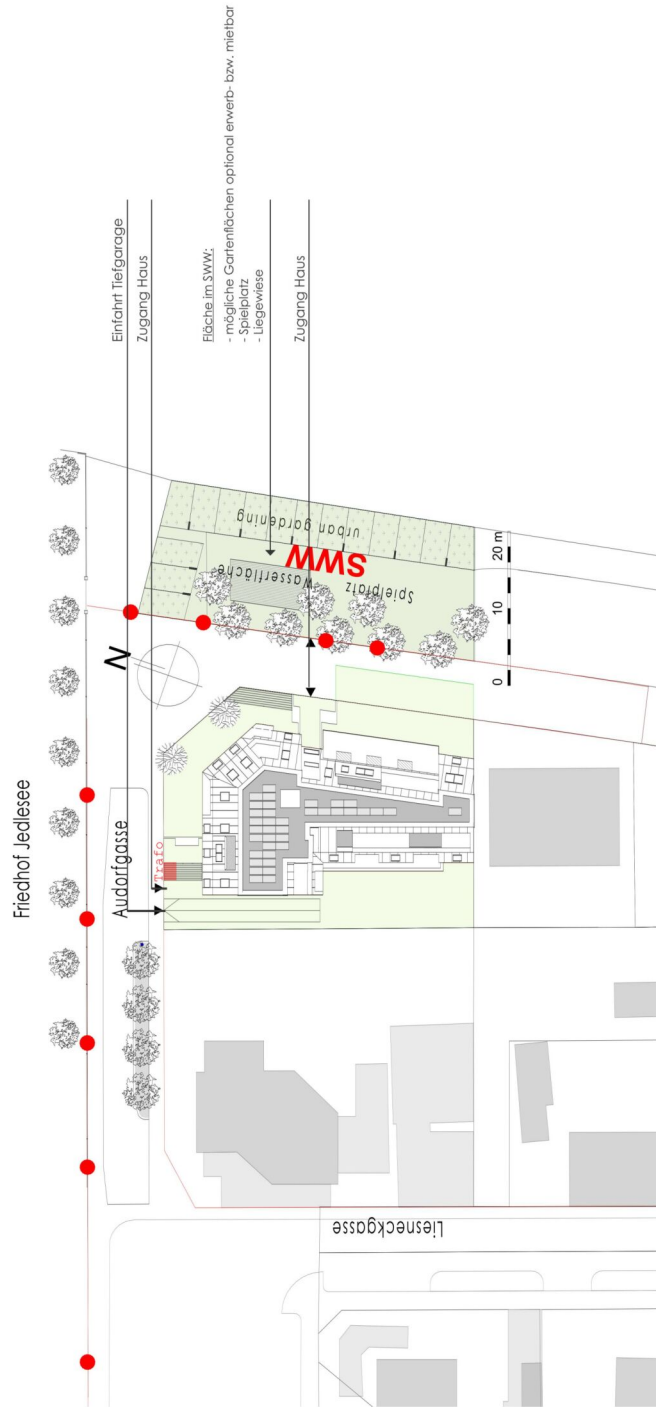 Einfahrt Tiefgarage
Zugang Haus
Fläche im SWW:
- mögliche Gartenflächen optional erwerb- bzw. mietbar
- Spielplatz
- Liegewiese
Zugang Haus
Friedhof Jedlesee
Audorfgasse
Trafo
N
urban gardening
SWW
Wasserfläche
Spielplatz
0 10 20 m
Liesneckgasse